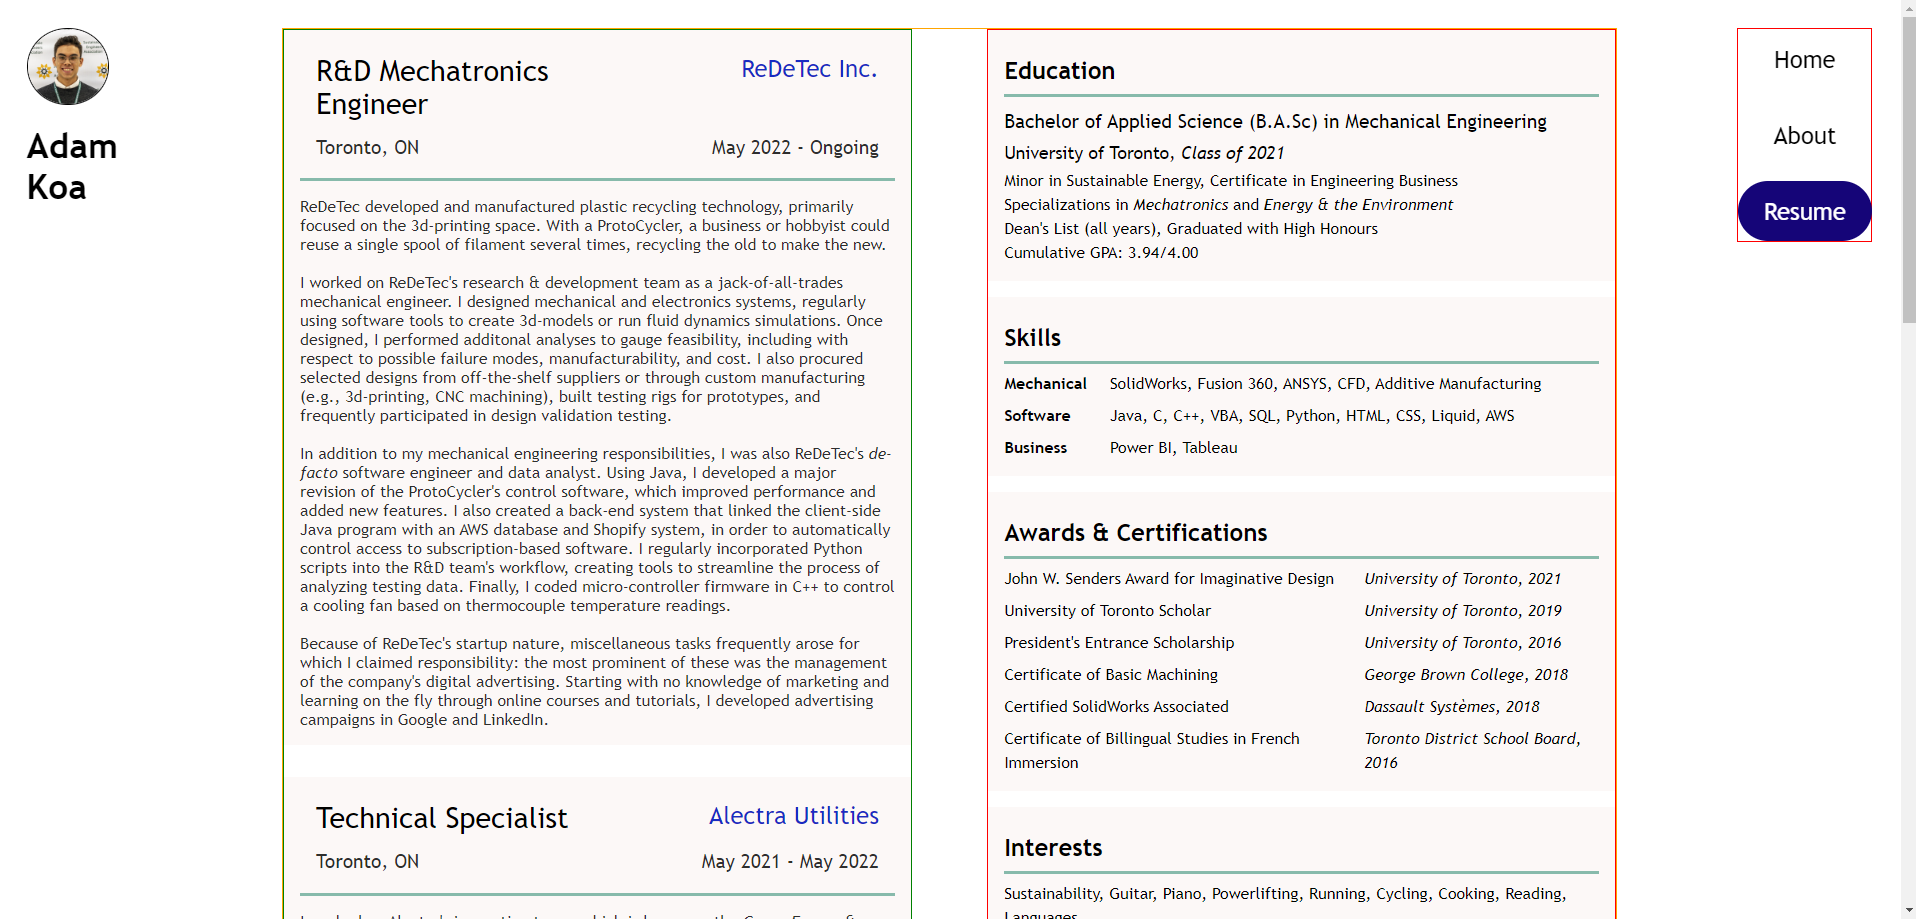 Adam
Koa
R&D Mechatronics
Engineer
ReDeTec Inc.
Toronto, ON
May 2022 - Ongoing
ReDeTec developed and manufactured plastic recycling technology, primarily
focused on the 3d-printing space. With a ProtoCycler, a business or hobbyist could
reuse a single spool of filament several times, recycling the old to make the new.
I worked on ReDeTec's research & development team as a jack-of-all-trades
mechanical engineer. I designed mechanical and electronics systems, regularly
using software tools to create 3d-models or run fluid dynamics simulations. Once
designed, I performed additonal analyses to gauge feasibility, including with
respect to possible failure modes, manufacturability, and cost. I also procured
selected designs from off-the-shelf suppliers or through custom manufacturing
(e.g., 3d-printing, CNC machining), built testing rigs for prototypes, and
frequently participated in design validation testing.
In addition to my mechanical engineering responsibilities, I was also ReDeTec's de-
facto software engineer and data analyst. Using Java, I developed a major
revision of the ProtoCycler's control software, which improved performance and
added new features. I also created a back-end system that linked the client-side
Java program with an AWS database and Shopify system, in order to automatically
control access to subscription-based software. I regularly incorporated Python
scripts into the R&D team's workflow, creating tools to streamline the process of
analyzing testing data. Finally, I coded micro-controller firmware in C++ to control
a cooling fan based on thermocouple temperature readings.
Because of ReDeTec's startup nature, miscellaneous tasks frequently arose for
which I claimed responsibility: the most prominent of these was the management
of the company's digital advertising. Starting with no knowledge of marketing and
learning on the fly through online courses and tutorials, I developed advertising
campaigns in Google and LinkedIn.
Technical Specialist
Alectra Utilities
Toronto, ON
May 2021 - May 2022
Education
Bachelor of Applied Science (B.A.Sc) in Mechanical Engineering
University of Toronto, Class of 2021
Minor in Sustainable Energy, Certificate in Engineering Business
Specializations in Mechatronics and Energy & the Environment
Dean's List (all years), Graduated with High Honours
Cumulative GPA: 3.94/4.00
Skills
Mechanical SolidWorks, Fusion 360, ANSYS, CFD, Additive Manufacturing
Software Java, C, C++, VBA, SQL, Python, HTML, CSS, Liquid, AWS
Business Power BI, Tableau
Awards & Certifications
John W. Senders Award for Imaginative Design University of Toronto, 2021
University of Toronto Scholar University of Toronto, 2019
President's Entrance Scholarship University of Toronto, 2016
Certificate of Basic Machining George Brown College, 2018
Certified SolidWorks Associated Dassault Systèmes, 2018
Certificate of Billingual Studies in French Toronto District School Board,
Immersion 2016
Interests
Sustainability, Guitar, Piano, Powerlifting, Running, Cycling, Cooking, Reading,
Languages
Home
About
Resume